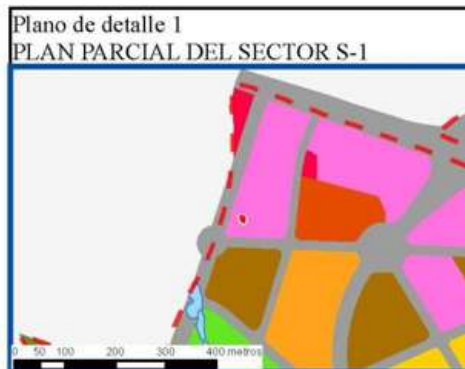 Plano de detalle 1
PLAN PARCIAL DEL SECTOR S-1
0 50 100 200 300 400 metros